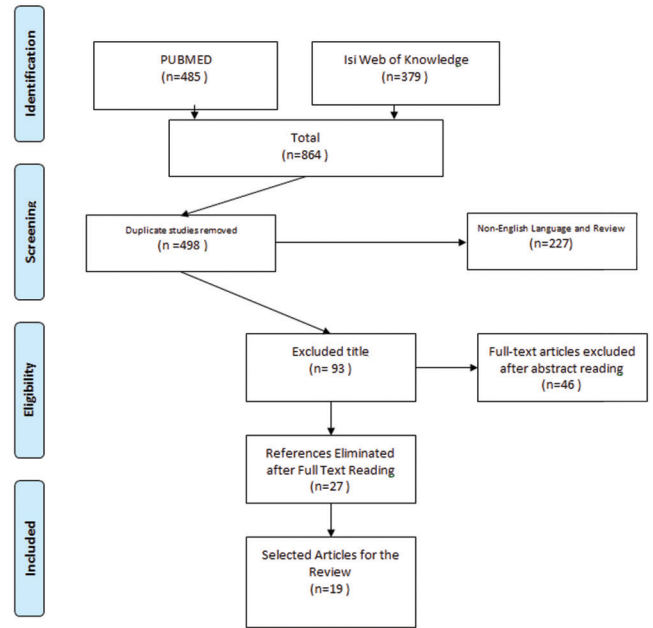 Identification
PUBMED
(n=485)
Isi Web of Knowledge
(n=379)
Total
(n=864)
Screening
Duplicate studies removed
(n =498)
Non-English Language and Review
(n=227)
Eligibility
Excluded title
(n= 93)
Full-text articles excluded
after abstract reading
(n=46)
References Eliminated
after Full Text Reading
(n=27)
Included
Selected Articles for the
Review
(n=19)